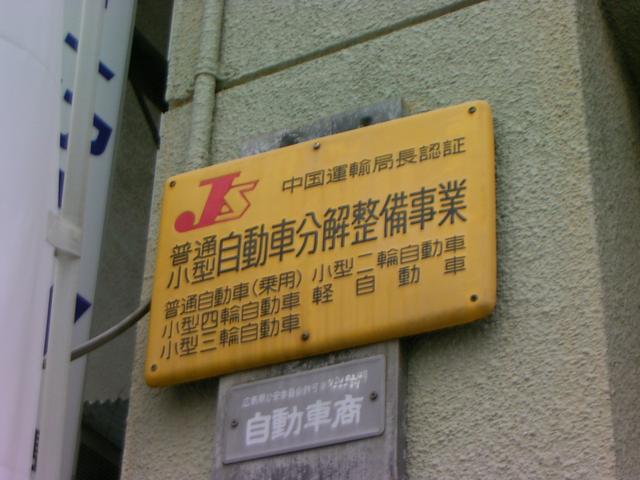 JS 中国運輸局長認証
普通
小型 自動車分解整備事業
普通自動車(乗用) 小型二輪自動車
小型四輪自動車 軽自動車
小型三輪自動車
自動車商